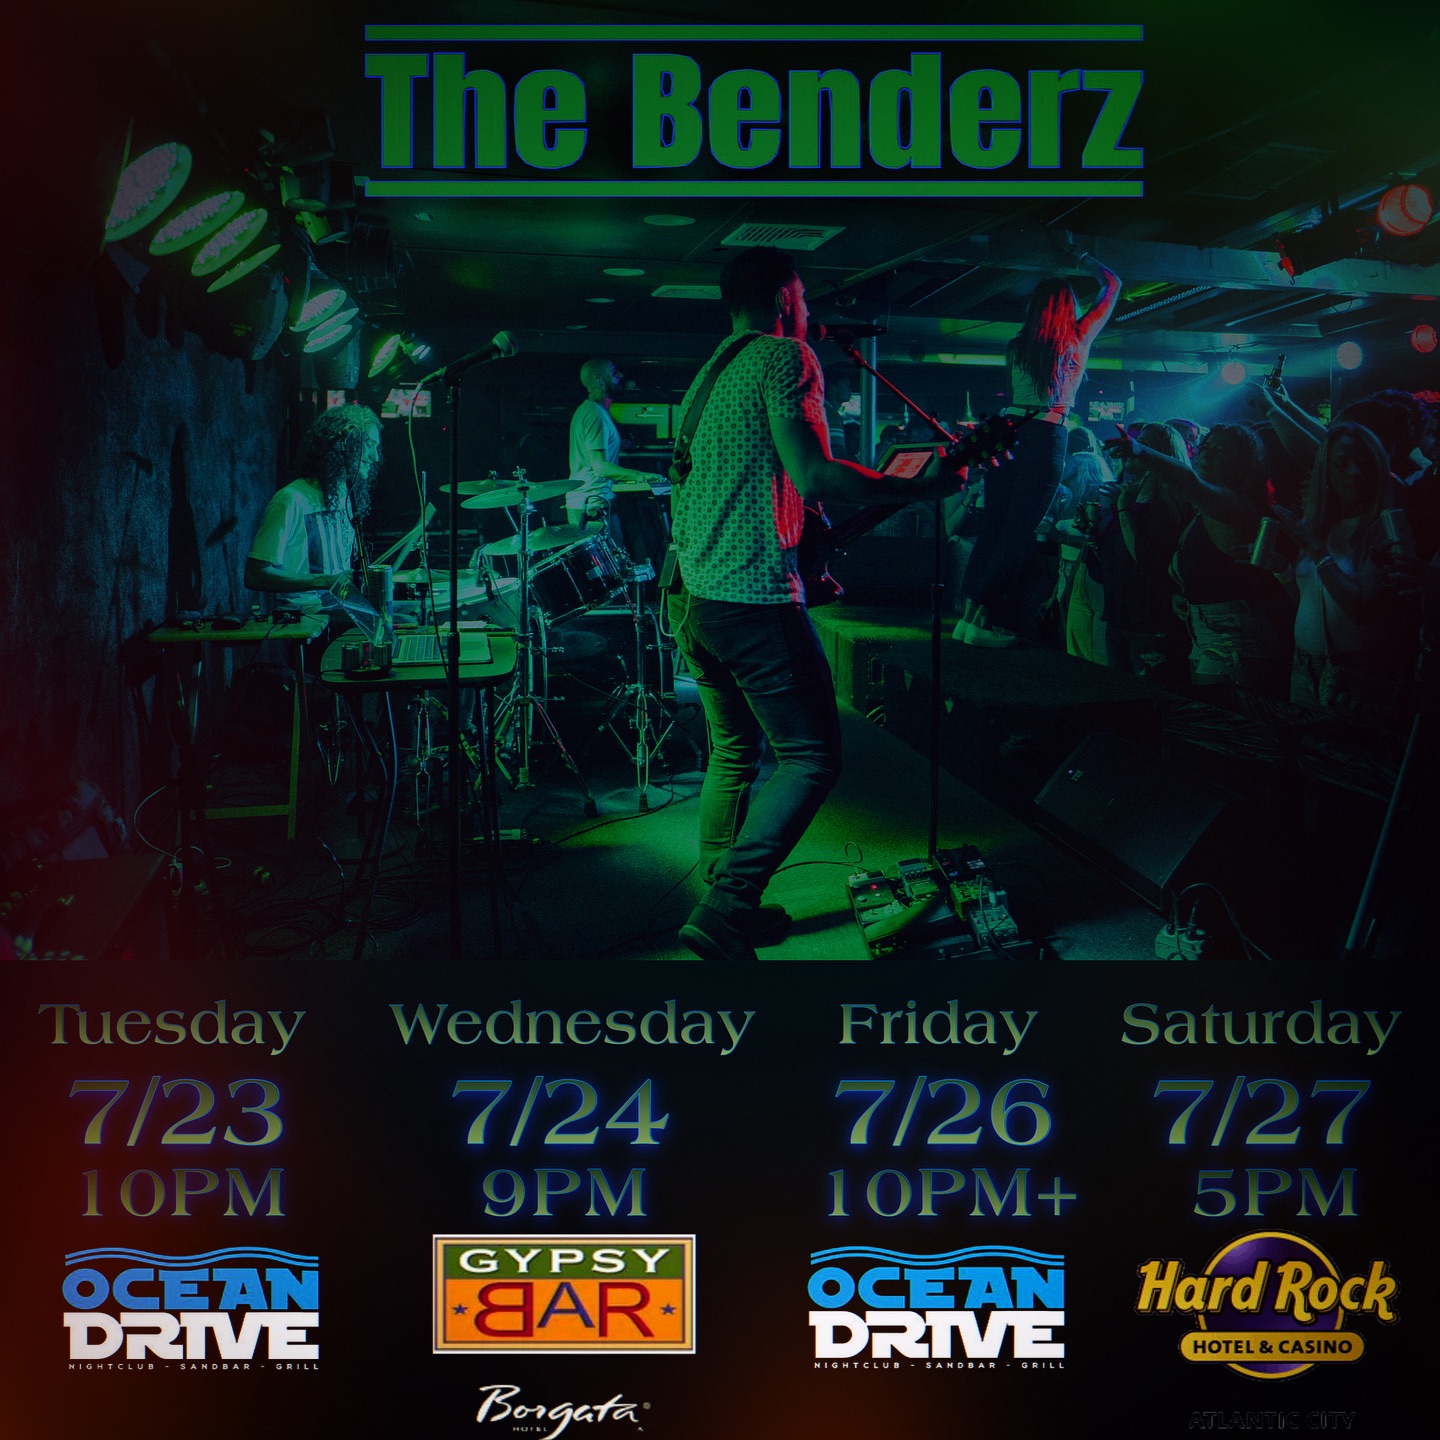 The Benderz
Tuesday
7/23
10PM
OCEAN
DRIVE
NIGHTCLUB - SANDBAR - GRILL
Wednesday
7/24
9PM
GYPSY
BAR
Borgata
HOTEL
Friday
7/26
10PM+
OCEAN
DRIVE
NIGHTCLUB - SANDBAR - GRILL
Saturday
7/27
5PM
Hard Rock
HOTEL & CASINO
ATLANTIC CITY